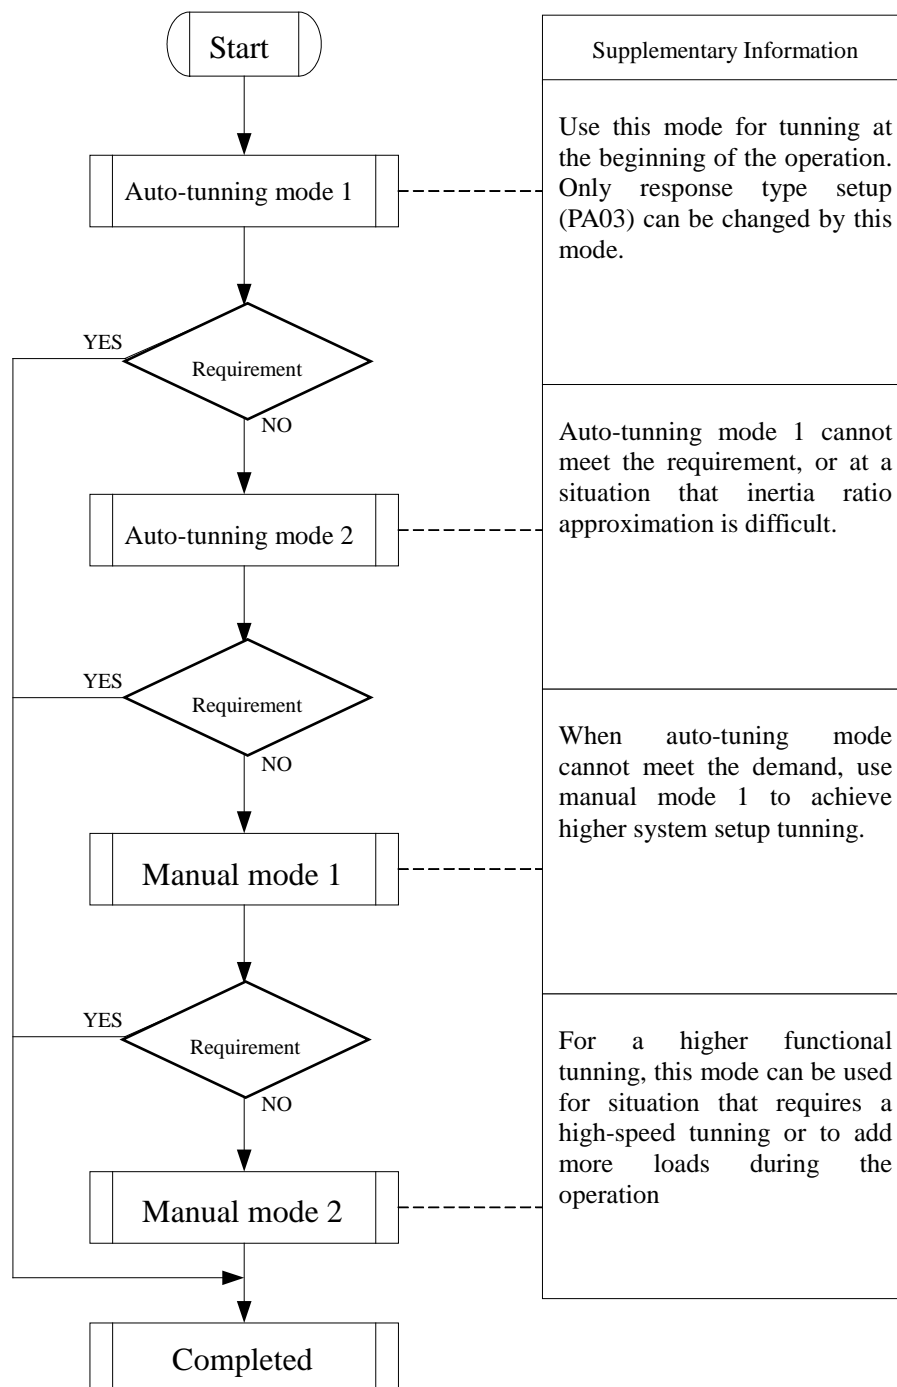 Start
Auto-tunning mode 1
YES
Requirement
NO
Auto-tunning mode 2
YES
Requirement
NO
Manual mode 1
YES
Requirement
NO
Manual mode 2
Completed
Supplementary Information
Use this mode for tunning at
the beginning of the operation.
Only response type setup
(PA03) can be changed by this
mode.
Auto-tunning mode 1 cannot
meet the requirement, or at a
situation that inertia ratio
approximation is difficult.
When auto-tuning mode
cannot meet the demand, use
manual mode 1 to achieve
higher system setup tunning.
For a higher functional
tunning, this mode can be used
for situation that requires a
high-speed tunning or to add
more loads during the
operation